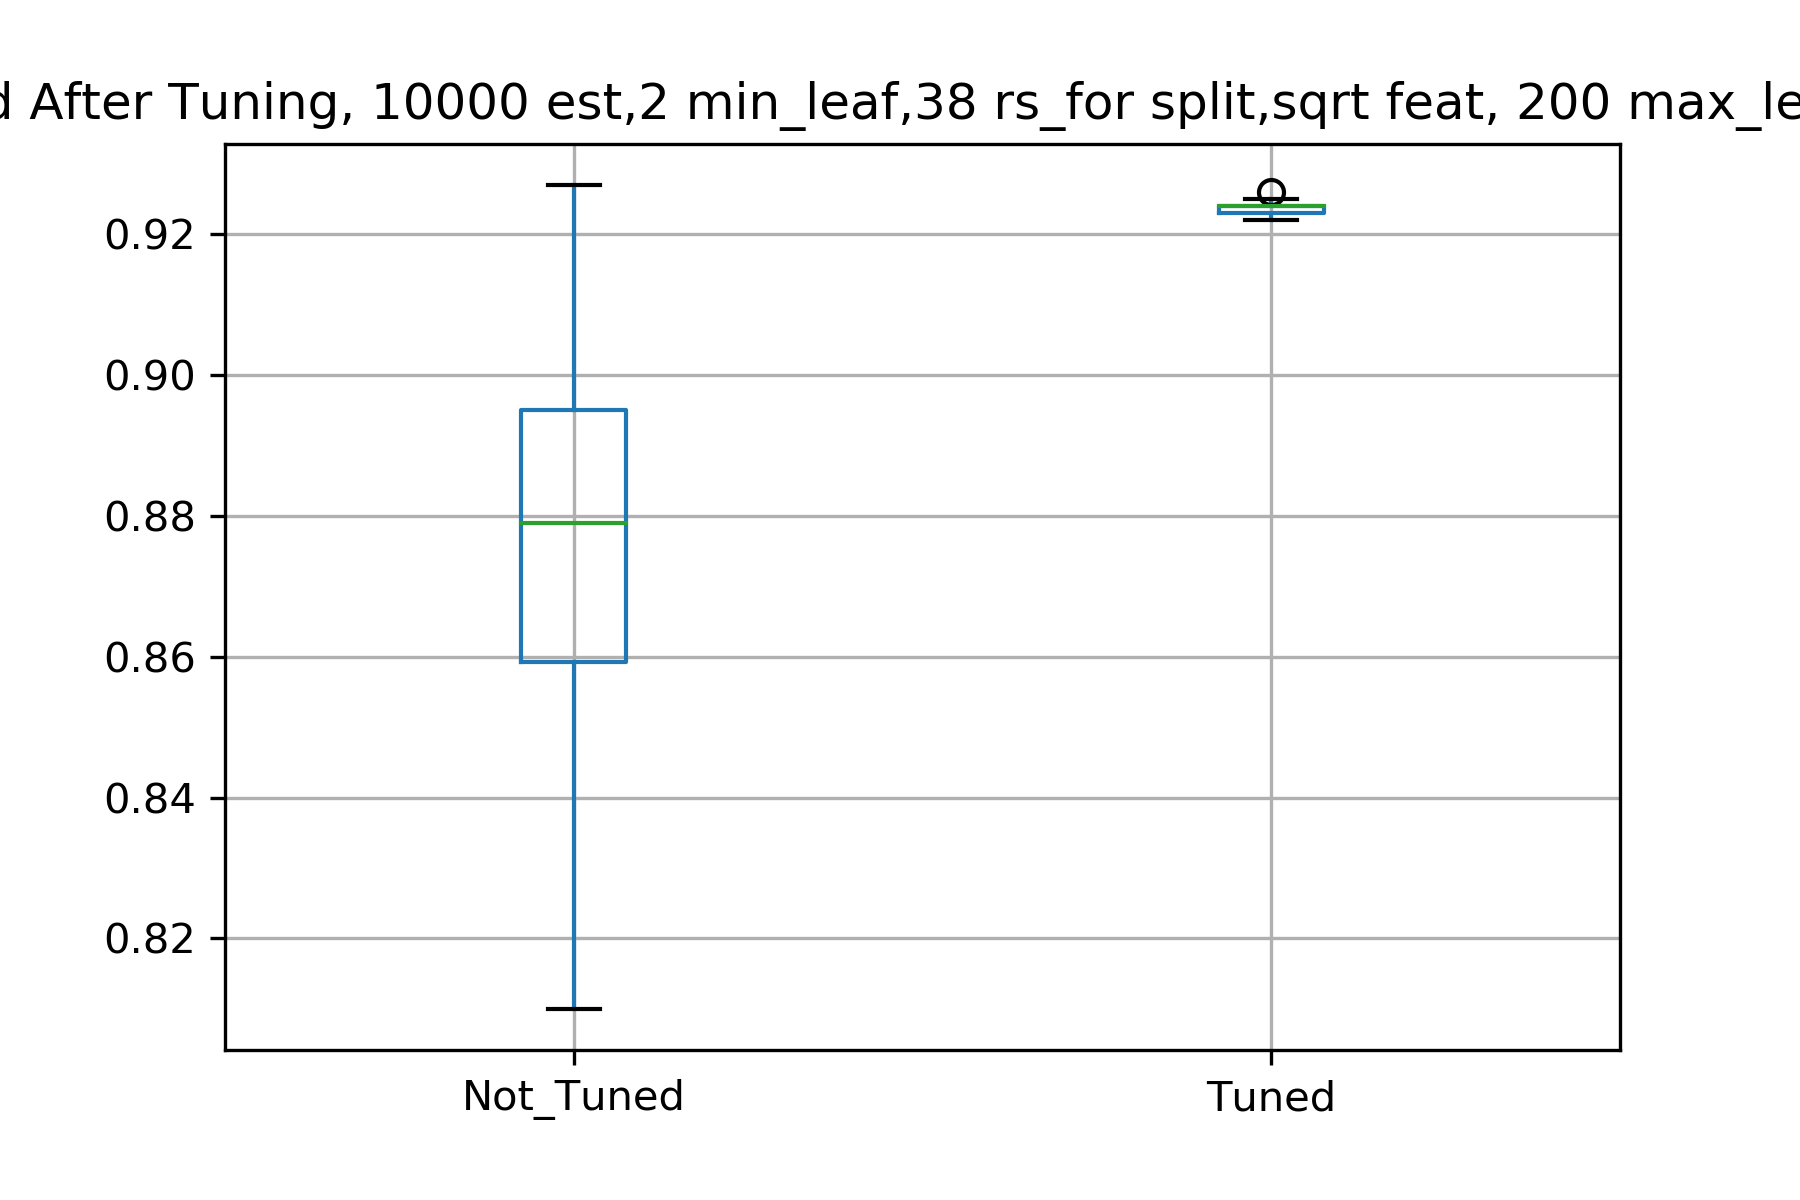 After Tuning, 10000 est,2 min_leaf,38 rs_for split,sqrt feat, 200
0.92
0.90
0.88
0.86
0.84
0.82
Not_Tuned
Tuned